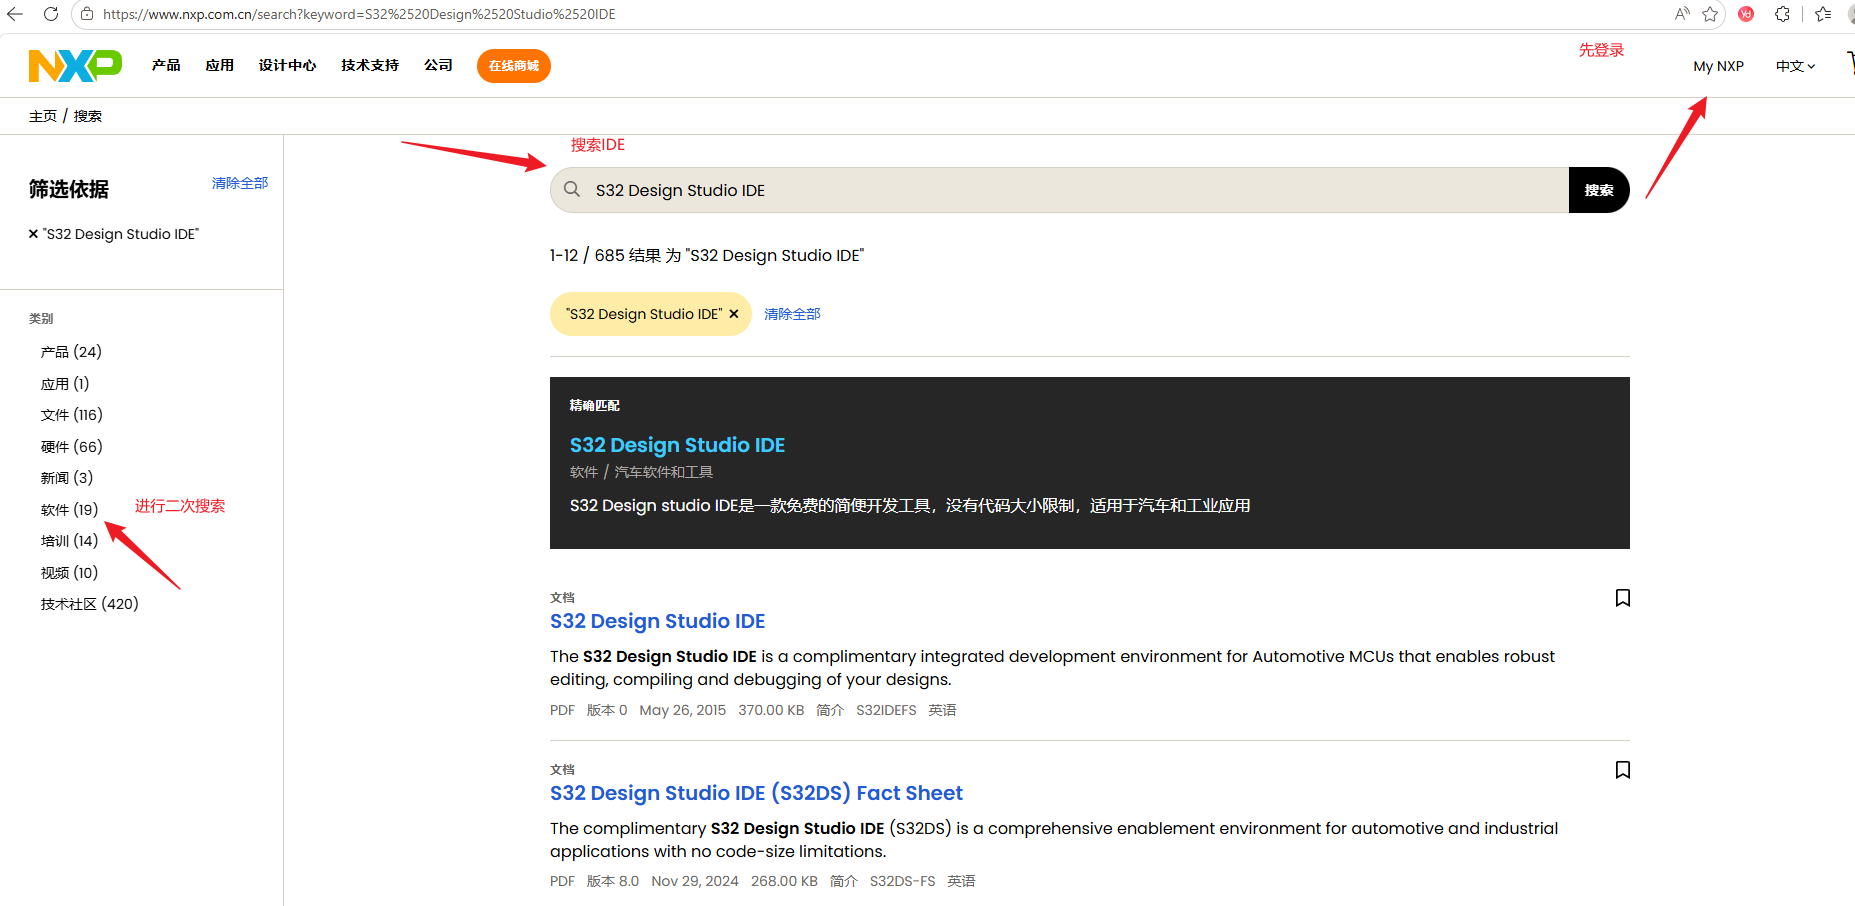 https://www.nxp.com.cn/search?keyword=S32%2520Design%2520Studio%2520IDE
NXP 产品 应用 设计中心 技术支持 公司 在线商城 先登录 My NXP 中文
主页 / 搜索
搜索IDE
筛选依据 清除全部
S32 Design Studio IDE 搜索
× "S32 Design Studio IDE"
1-12 / 685 结果 为 "S32 Design Studio IDE"
"S32 Design Studio IDE" × 清除全部
类别
产品 (24)
应用 (1)
文件 (116)
硬件 (66)
新闻 (3)
软件 (19) 进行二次搜索
培训 (14)
视频 (10)
技术社区 (420)
精确匹配
S32 Design Studio IDE
软件 / 汽车软件和工具
S32 Design studio IDE是一款免费的简便开发工具，没有代码大小限制，适用于汽车和工业应用
文档
S32 Design Studio IDE
The S32 Design Studio IDE is a complimentary integrated development environment for Automotive MCUs that enables robust
editing, compiling and debugging of your designs.
PDF 版本 0 May 26, 2015 370.00 KB 简介 S32IDEFS 英语
文档
S32 Design Studio IDE (S32DS) Fact Sheet
The complimentary S32 Design Studio IDE (S32DS) is a comprehensive enablement environment for automotive and industrial
applications with no code-size limitations.
PDF 版本 8.0 Nov 29, 2024 268.00 KB 简介 S32DS-FS 英语